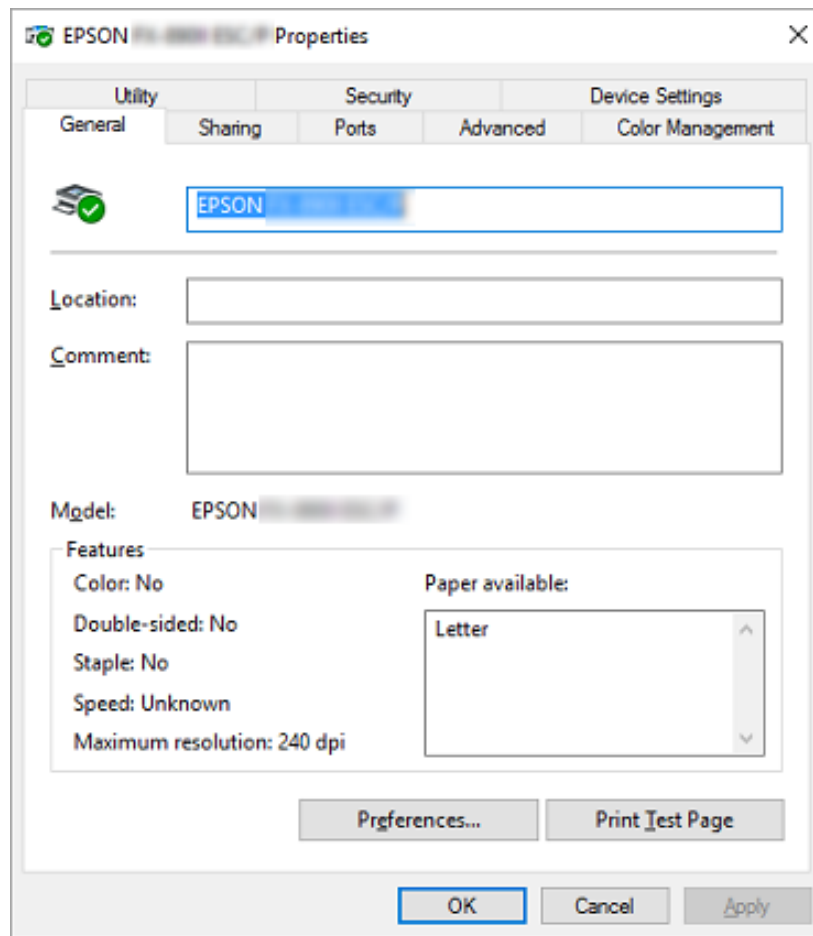 EPSON Properties
Utility Security Device Settings
General Sharing Ports Advanced Color Management
EPSON
Location:
Comment:
Model: EPSON
Features
Color: No
Paper available:
Double-sided: No
Letter
Staple: No
Speed: Unknown
Maximum resolution: 240 dpi
Preferences... Print Test Page
OK Cancel Apply